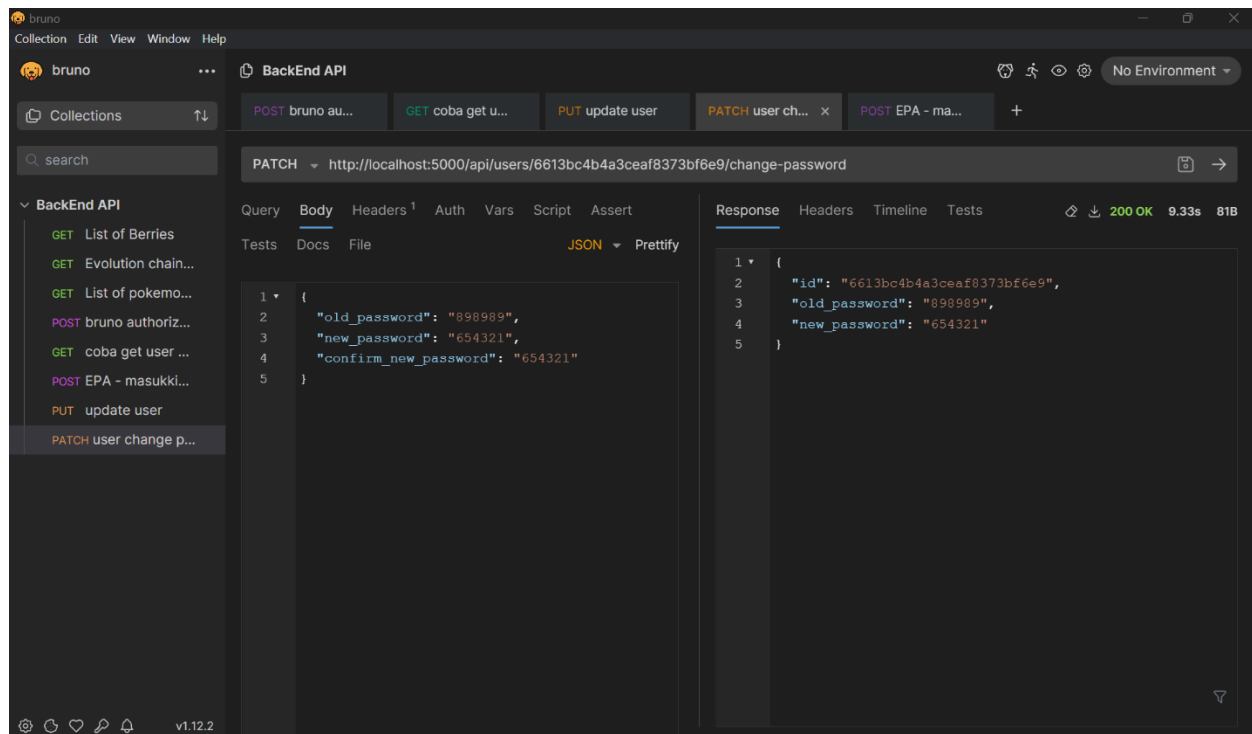 bruno
Collection Edit View Window Help
bruno ...
Collections
search
BackEnd API
GET List of Berries
GET Evolution chain...
GET List of pokemo...
POST bruno authoriz...
GET coba get user ...
POST EPA - masukki...
PUT update user
PATCH user change p...
v1.12.2
BackEnd API
No Environment
POST bruno au...
GET coba get u...
PUT update user
PATCH user ch... ×
POST EPA - ma...
+
PATCH http://localhost:5000/api/users/6613bc4b4a3ceaf8373bf6e9/change-password
Query Body Headers 1 Auth Vars Script Assert
Tests Docs File JSON Prettify
1 {
2 "old_password": "898989",
3 "new_password": "654321",
4 "confirm_new_password": "654321"
5 }
Response Headers Timeline Tests 200 OK 9.33s 81B
1 {
2 "id": "6613bc4b4a3ceaf8373bf6e9",
3 "old_password": "898989",
4 "new_password": "654321"
5 }